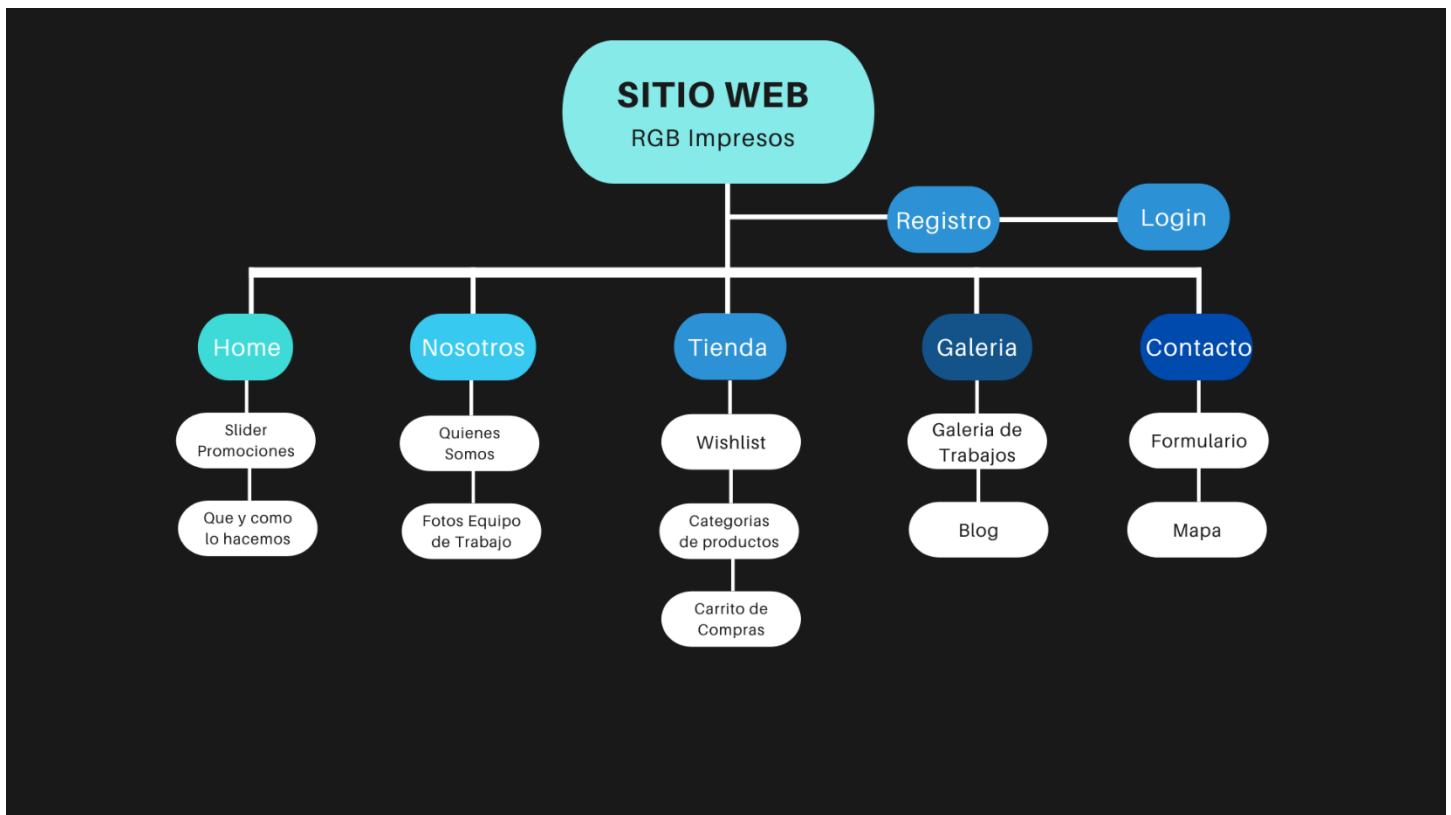 SITIO WEB
RGB Impresos
Registro
Login
Home
Nosotros
Tienda
Galeria
Contacto
Slider
Promociones
Quienes
Somos
Wishlist
Galeria de
Trabajos
Formulario
Que y como
lo hacemos
Fotos Equipo
de Trabajo
Categorias
de productos
Blog
Mapa
Carrito de
Compras